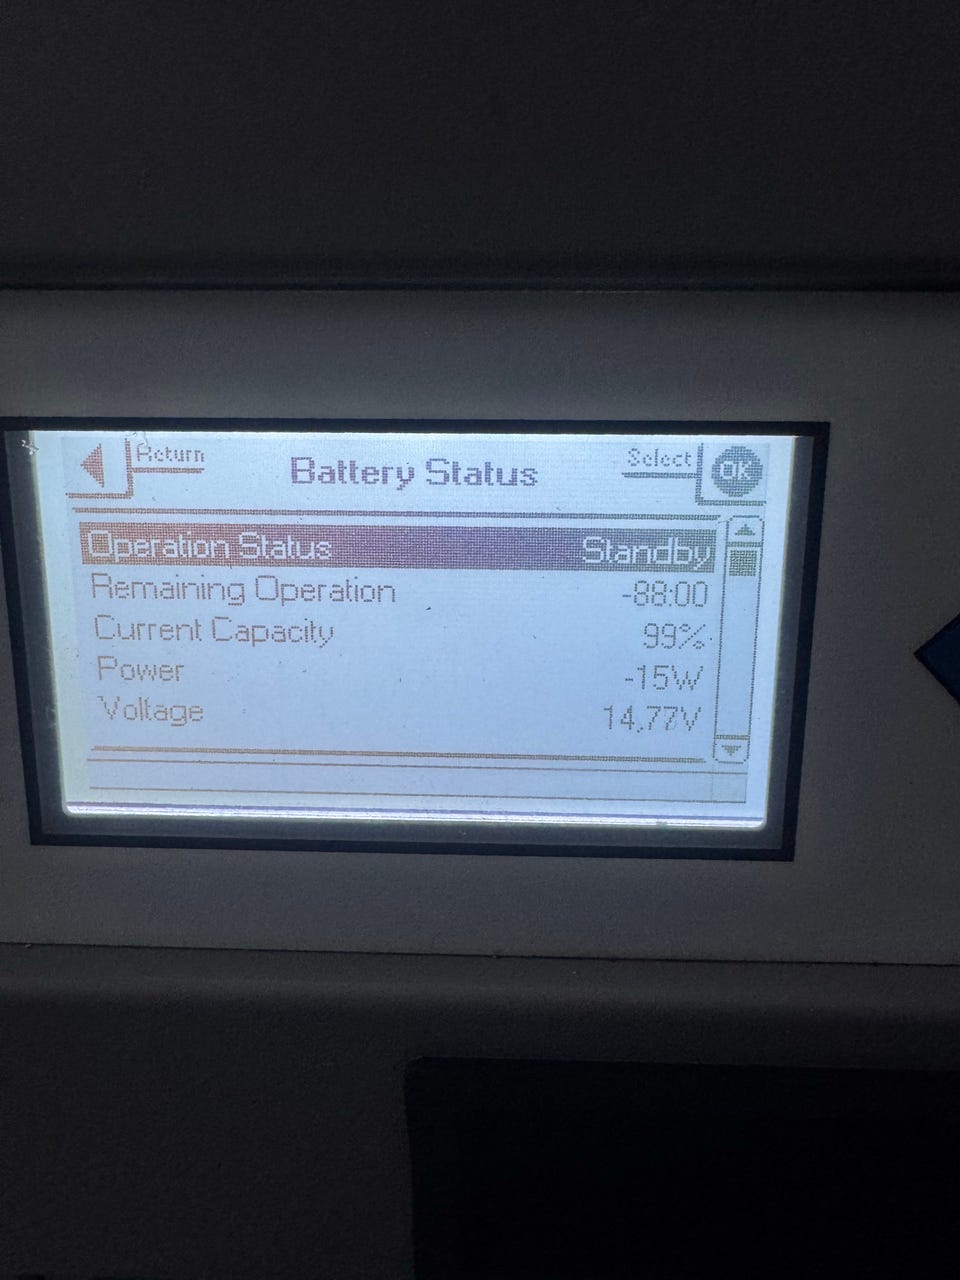 Return
Battery Status
Select
OK
Operation Status Standby
Remaining Operation -88:00
Current Capacity 99%
Power -15W
Voltage 14.77V